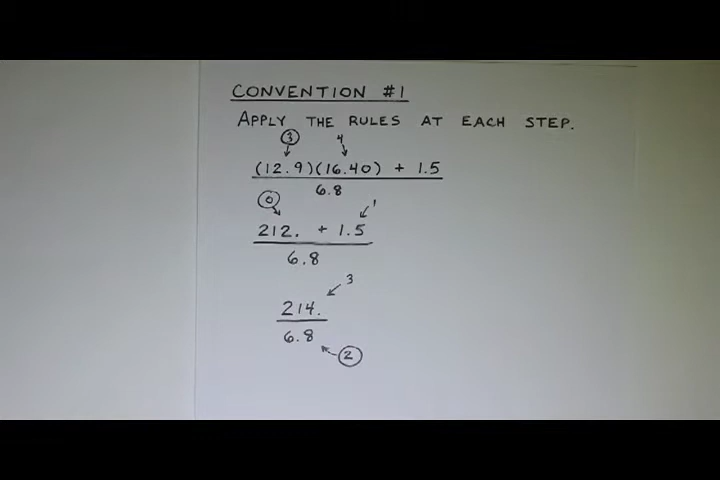 CONVENTION #1
APPLY THE RULES AT EACH STEP.
3 4
(12.9)(16.40) + 1.5
6.8
0 1
212. + 1.5
6.8
3
214.
6.8
2